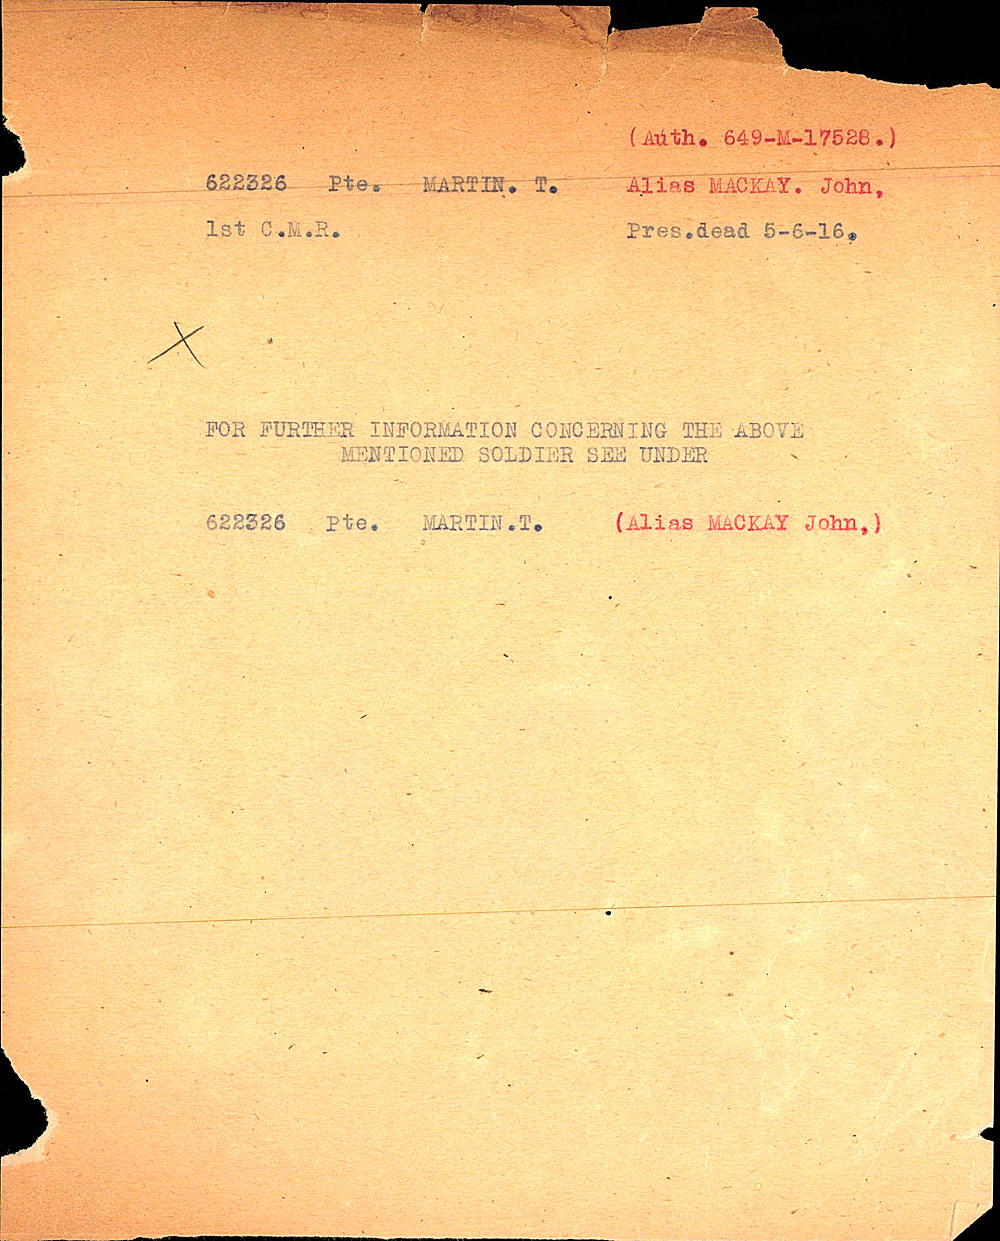 (Auth. 649-M-17528.)
622326 Pte. MARTIN. T. Alias MACKAY. John,
1st C.M.R. Pres.dead 5-6-16.
FOR FURTHER INFORMATION CONCERNING THE ABOVE
MENTIONED SOLDIER SEE UNDER
622326 Pte. MARTIN.T. (Alias MACKAY John,)